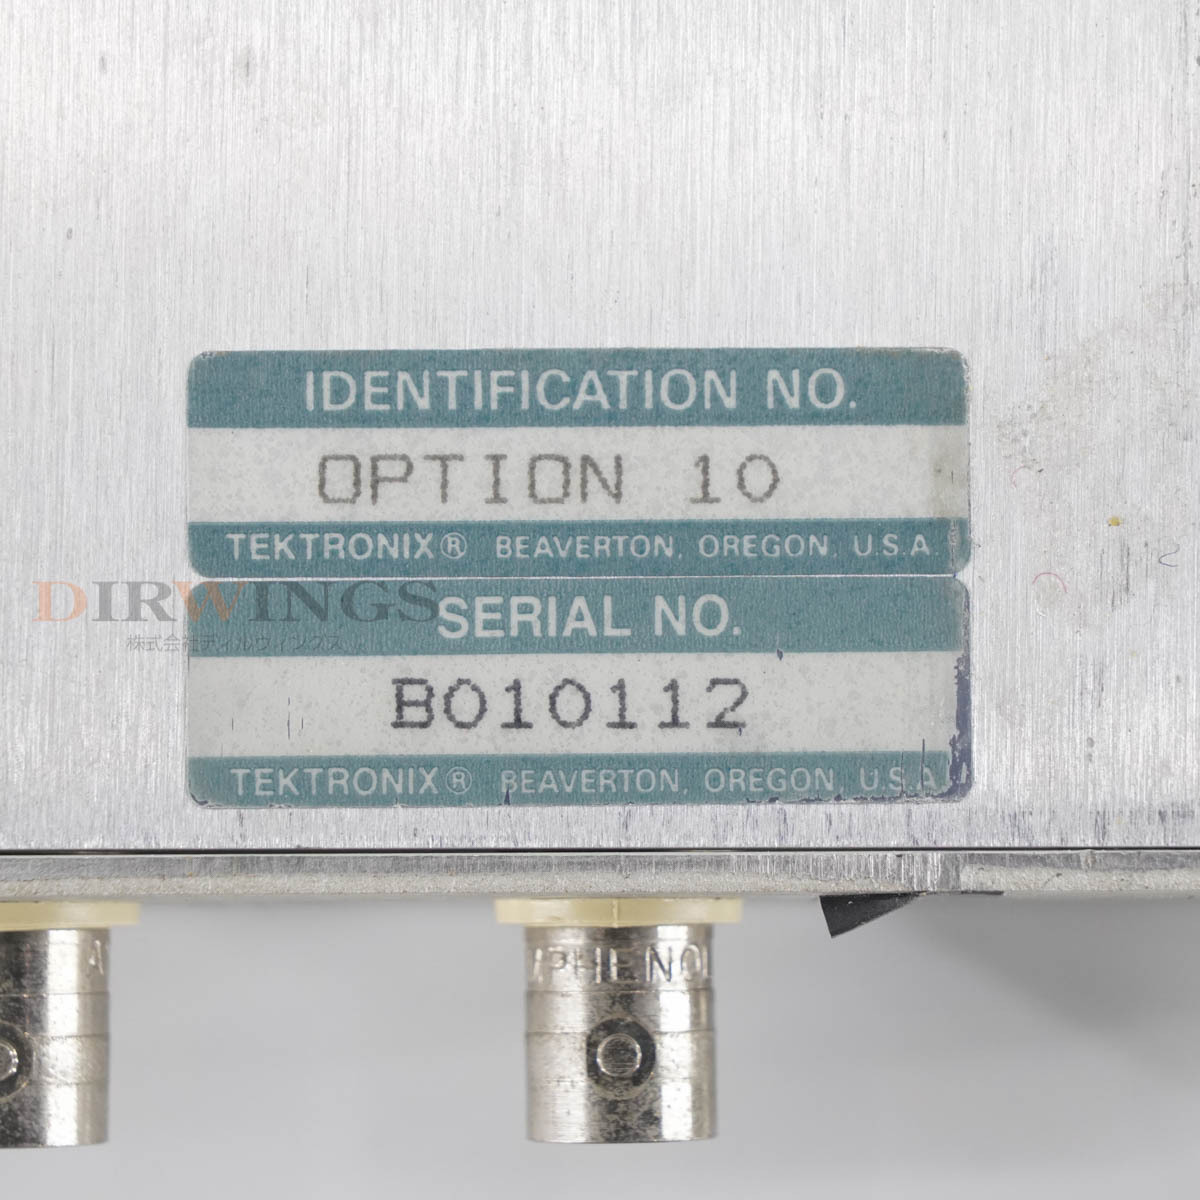 IDENTIFICATION NO.
OPTION 10
TEKTRONIX® BEAVERTON, OREGON, U.S.A.
DIRWINGS
株式会社ディルウィングス
SERIAL NO.
B010112
TEKTRONIX® BEAVERTON, OREGON, U.S.A
A
MPHENOL